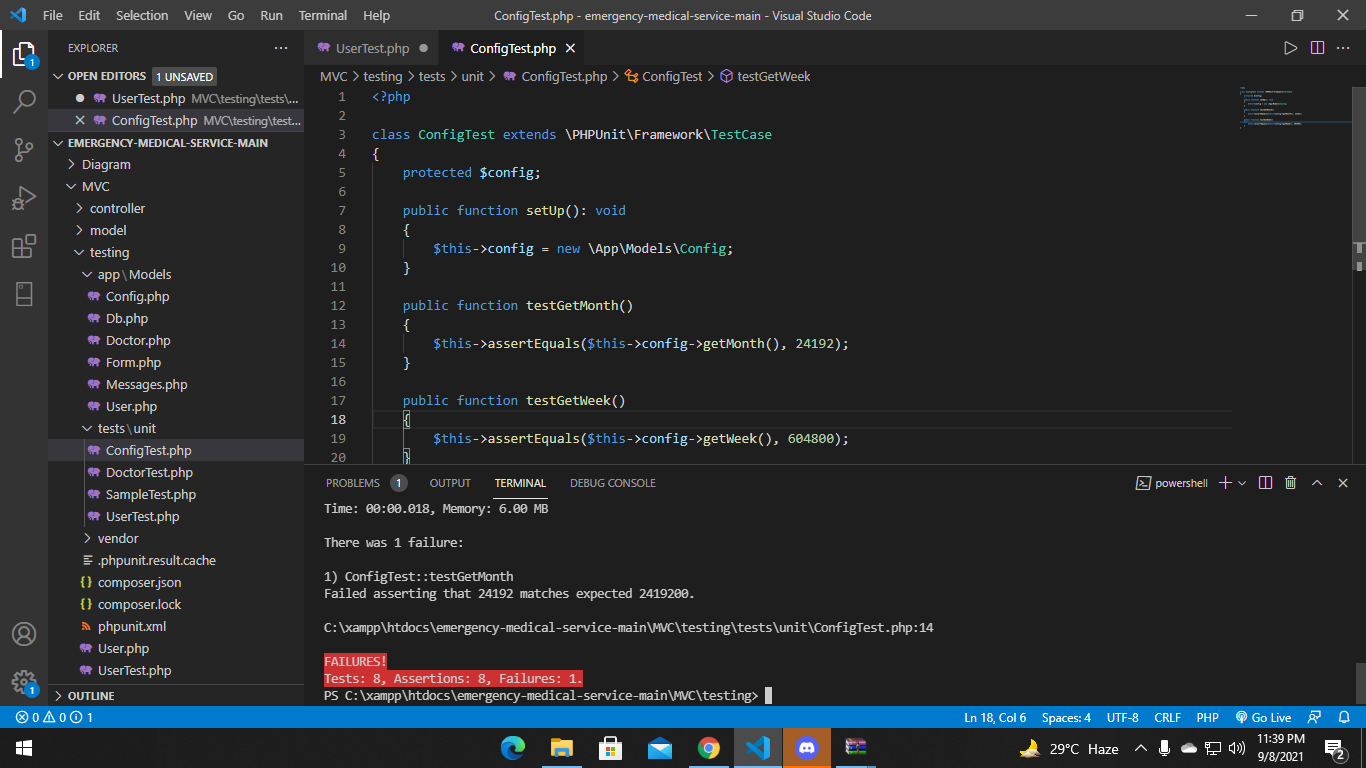 File Edit Selection View Go Run Terminal Help
ConfigTest.php - emergency-medical-service-main - Visual Studio Code
EXPLORER
OPEN EDITORS 1 UNSAVED
UserTest.php MVC\testing\tests\...
ConfigTest.php MVC\testing\test...
EMERGENCY-MEDICAL-SERVICE-MAIN
Diagram
MVC
controller
model
testing
app\Models
Config.php
Db.php
Doctor.php
Form.php
Messages.php
User.php
tests\unit
ConfigTest.php
DoctorTest.php
SampleTest.php
UserTest.php
vendor
.phpunit.result.cache
composer.json
composer.lock
phpunit.xml
User.php
UserTest.php
OUTLINE
1
1
UserTest.php
ConfigTest.php
MVC > testing > tests > unit > ConfigTest.php > ConfigTest > testGetWeek
1 <?php
2
3 class ConfigTest extends \PHPUnit\Framework\TestCase
4 {
5 protected $config;
6
7 public function setUp(): void
8 {
9 $this->config = new \App\Models\Config;
10 }
11
12 public function testGetMonth()
13 {
14 $this->assertEquals($this->config->getMonth(), 24192);
15 }
16
17 public function testGetWeek()
18 {
19 $this->assertEquals($this->config->getWeek(), 604800);
20 }
PROBLEMS 1 OUTPUT TERMINAL DEBUG CONSOLE
powershell
Time: 00:00.018, Memory: 6.00 MB
There was 1 failure:
1) ConfigTest::testGetMonth
Failed asserting that 24192 matches expected 2419200.
C:\xampp\htdocs\emergency-medical-service-main\MVC\testing\tests\unit\ConfigTest.php:14
FAILURES!
Tests: 8, Assertions: 8, Failures: 1.
PS C:\xampp\htdocs\emergency-medical-service-main\MVC\testing>
0 0 1
Ln 18, Col 6 Spaces: 4 UTF-8 CRLF PHP Go Live
29°C Haze
11:39 PM
9/8/2021
2